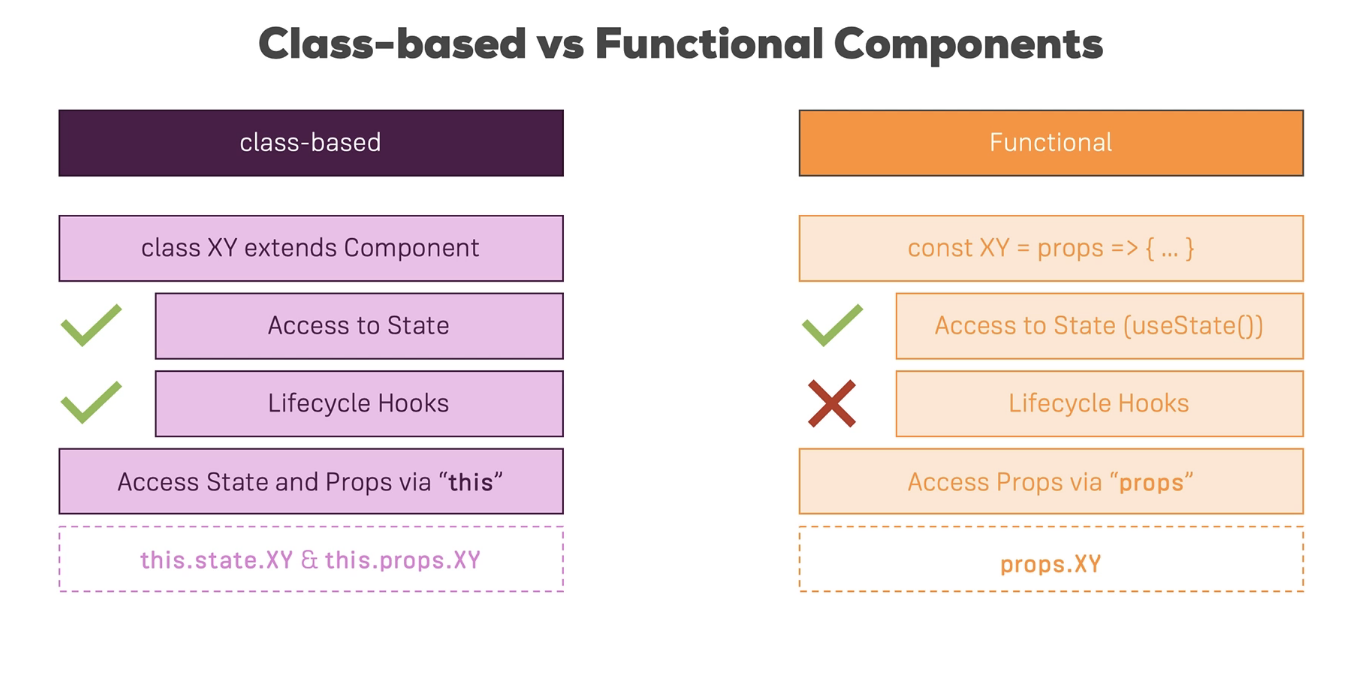 Class-based vs Functional Components
class-based
class XY extends Component
Access to State
Lifecycle Hooks
Access State and Props via “this”
this.state.XY & this.props.XY
Functional
const XY = props => { ... }
Access to State (useState())
Lifecycle Hooks
Access Props via “props”
props.XY